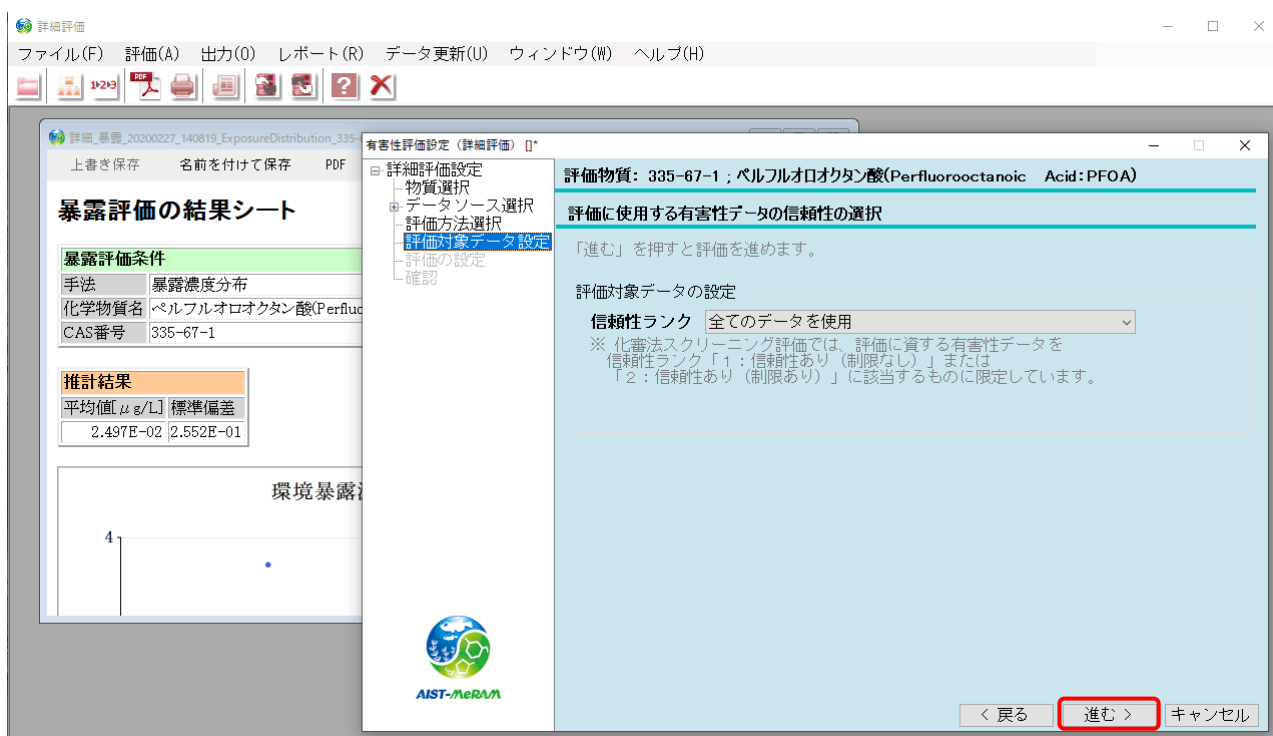 詳細評価
ファイル(F) 評価(A) 出力(O) レポート(R) データ更新(U) ウィンドウ(W) ヘルプ(H)
1▸2▸3
PDF
詳細_暴露_20200227_140819_ExposureDistribution_335-
上書き保存 名前を付けて保存 PDF
暴露評価の結果シート
暴露評価条件
手法 暴露濃度分布
化学物質名 ペルフルオロオクタン酸(Perfluo
CAS番号 335-67-1
推計結果
平均値[μg/L] 標準偏差
2.497E-02 2.552E-01
環境暴露
4
有害性評価設定（詳細評価） []*
詳細評価設定
物質選択
データソース選択
評価方法選択
評価対象データ設定
評価の設定
確認
AIST-MeRAM
評価物質: 335-67-1 ; ペルフルオロオクタン酸(Perfluorooctanoic Acid:PFOA)
評価に使用する有害性データの信頼性の選択
「進む」を押すと評価を進めます。
評価対象データの設定
信頼性ランク 全てのデータを使用
※ 化審法スクリーニング評価では、評価に資する有害性データを
信頼性ランク「１：信頼性あり（制限なし）」または
「２：信頼性あり（制限あり）」に該当するものに限定しています。
< 戻る 進む > キャンセル